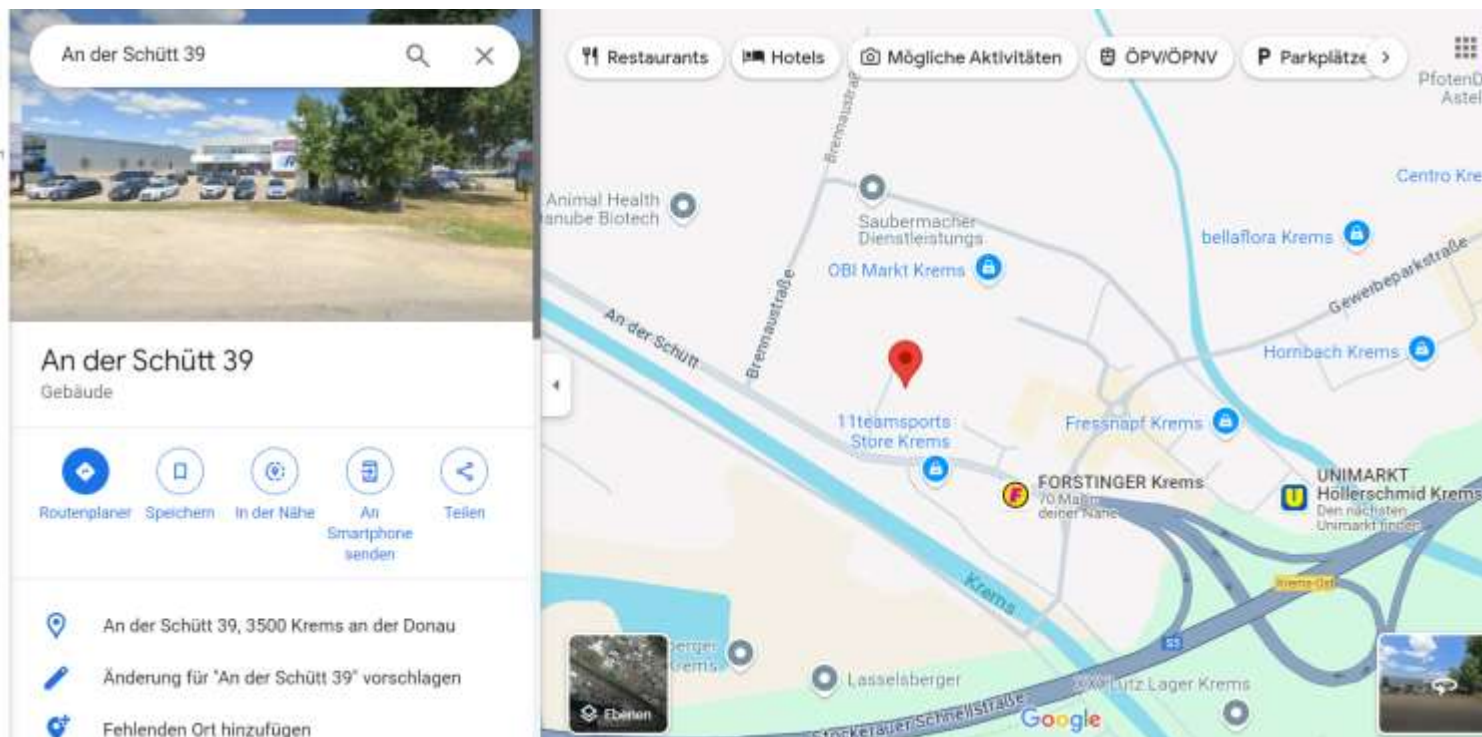 An der Schütt 39
Restaurants
Hotels
Mögliche Aktivitäten
ÖPV/ÖPNV
P Parkplätze
An der Schütt 39
Gebäude
Routenplaner
Speichern
In der Nähe
An
Smartphone
senden
Teilen
An der Schütt 39, 3500 Krems an der Donau
Änderung für "An der Schütt 39" vorschlagen
Fehlenden Ort hinzufügen
Brennaustraße
Animal Health
Saubermacher
Dienstleistungs
OBI Markt Krems
Centro Kre
bellaflora Krems
Gewerbeparkstraße
An der Schütt
Brennaustraße
Hornbach Krems
11teamsports
Store Krems
Fressnapf Krems
FORSTINGER Krems
UNIMARKT
Höllerschmid Krems
Den nächsten
Unimarkt finden
Krems
Krems-Ost
S5
Lasselsberger
XXXLutz Lager Krems
Stockerauer Schnellstraße
Ebenen
Google